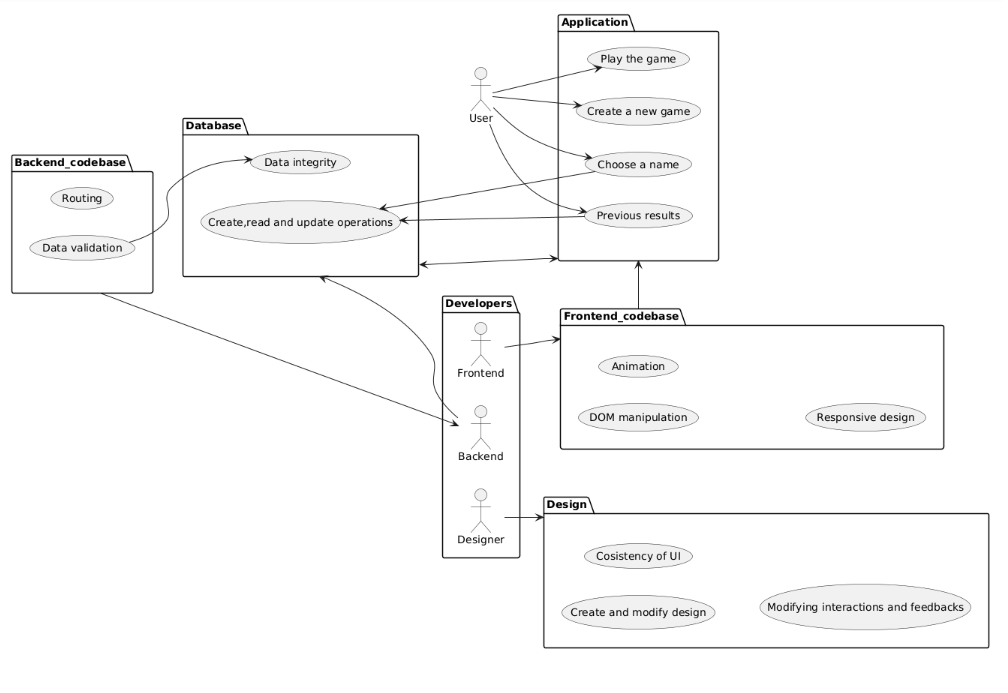 Application
Play the game
Create a new game
User
Choose a name
Previous results
Database
Data integrity
Create,read and update operations
Backend_codebase
Routing
Data validation
Developers
Frontend
Backend
Designer
Frontend_codebase
Animation
DOM manipulation
Responsive design
Design
Cosistency of UI
Create and modify design
Modifying interactions and feedbacks